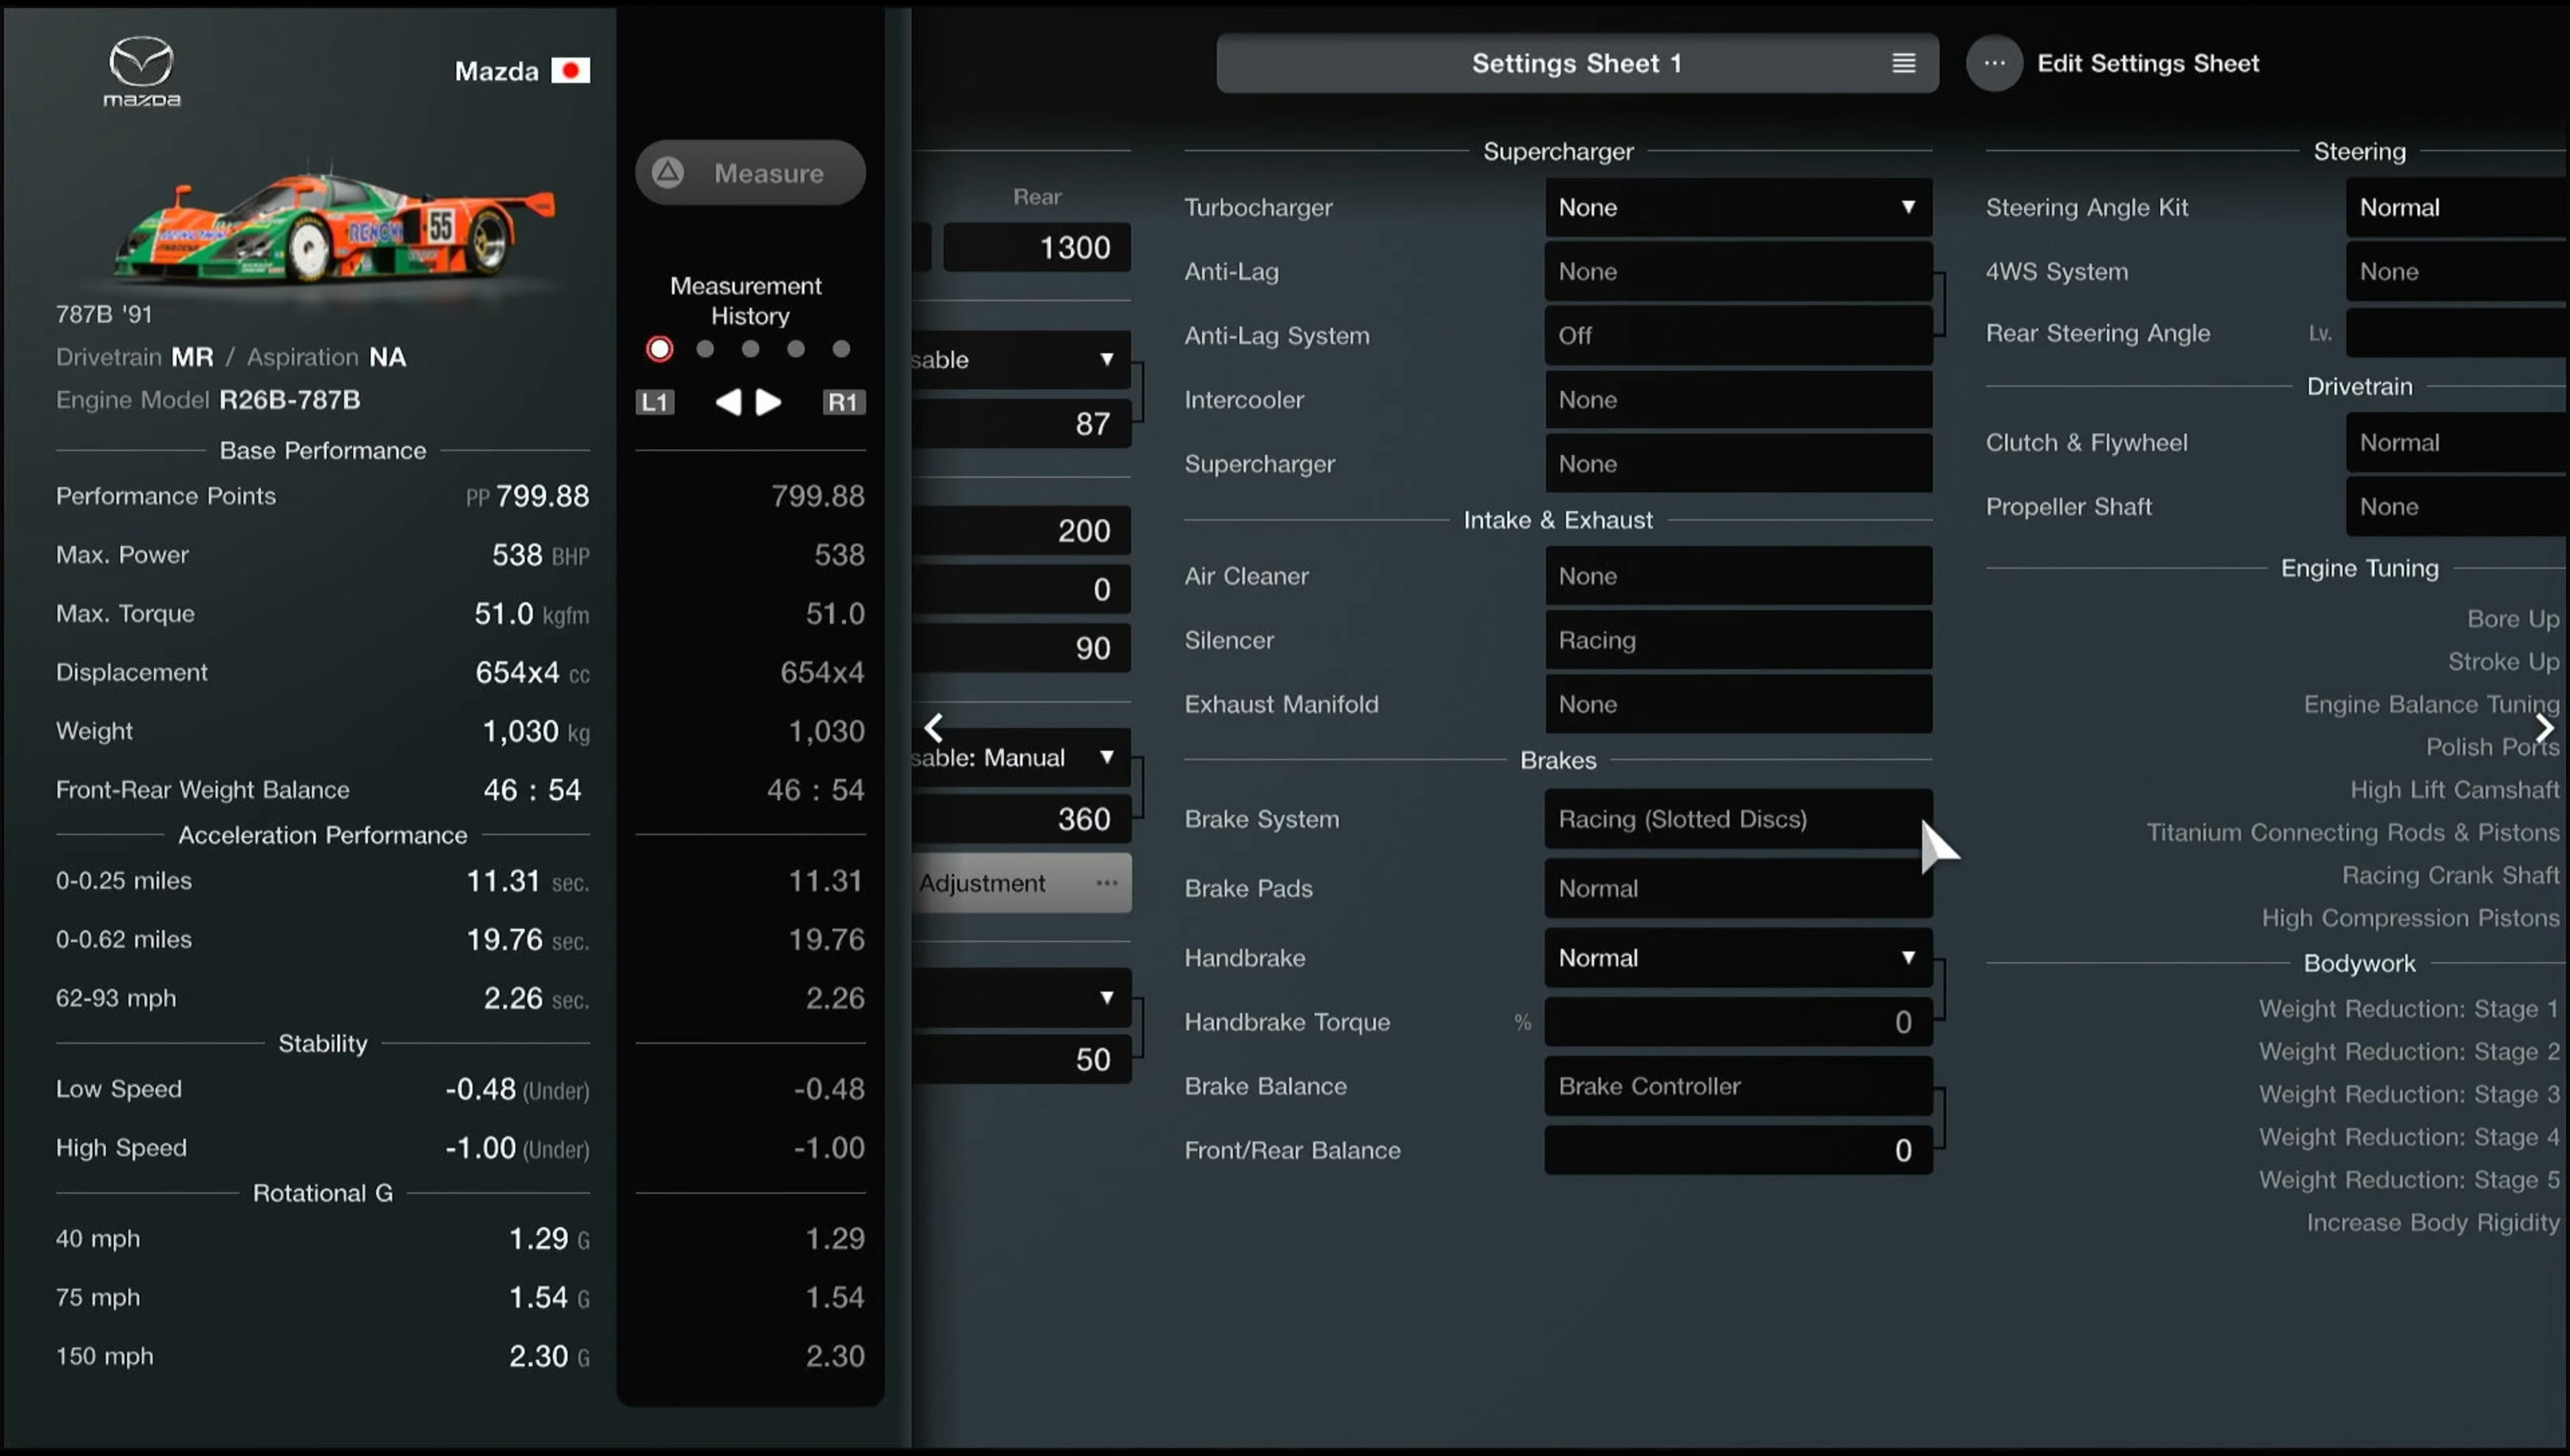 mazda
Mazda
55
RENOWN
787B '91
Drivetrain MR / Aspiration NA
Engine Model R26B-787B
Base Performance
Performance Points PP 799.88
Max. Power 538 BHP
Max. Torque 51.0 kgfm
Displacement 654x4 cc
Weight 1,030 kg
Front-Rear Weight Balance 46 : 54
Acceleration Performance
0-0.25 miles 11.31 sec.
0-0.62 miles 19.76 sec.
62-93 mph 2.26 sec.
Stability
Low Speed -0.48 (Under)
High Speed -1.00 (Under)
Rotational G
40 mph 1.29 G
75 mph 1.54 G
150 mph 2.30 G
Measure
Measurement
History
L1 R1
799.88
538
51.0
654x4
1,030
46 : 54
11.31
19.76
2.26
-0.48
-1.00
1.29
1.54
2.30
Settings Sheet 1
... Edit Settings Sheet
Rear
1300
sable
87
200
0
90
sable: Manual
360
Adjustment ...
50
Supercharger
Turbocharger None
Anti-Lag None
Anti-Lag System Off
Intercooler None
Supercharger None
Intake & Exhaust
Air Cleaner None
Silencer Racing
Exhaust Manifold None
Brakes
Brake System Racing (Slotted Discs)
Brake Pads Normal
Handbrake Normal
Handbrake Torque % 0
Brake Balance Brake Controller
Front/Rear Balance 0
Steering
Steering Angle Kit Normal
4WS System None
Rear Steering Angle Lv.
Drivetrain
Clutch & Flywheel Normal
Propeller Shaft None
Engine Tuning
Bore Up
Stroke Up
Engine Balance Tuning
Polish Ports
High Lift Camshaft
Titanium Connecting Rods & Pistons
Racing Crank Shaft
High Compression Pistons
Bodywork
Weight Reduction: Stage 1
Weight Reduction: Stage 2
Weight Reduction: Stage 3
Weight Reduction: Stage 4
Weight Reduction: Stage 5
Increase Body Rigidity